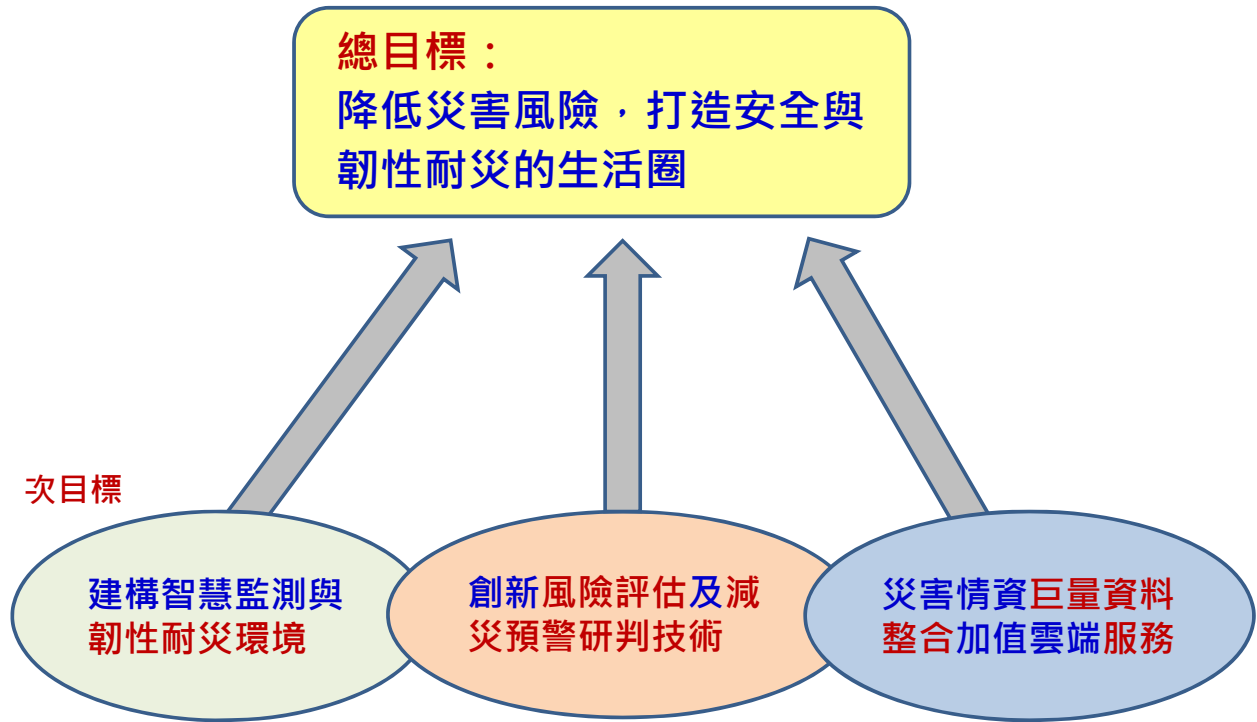 總目標：
降低災害風險，打造安全與
韌性耐災的生活圈
次目標
建構智慧監測與
韌性耐災環境
創新風險評估及減
災預警研判技術
災害情資巨量資料
整合加值雲端服務